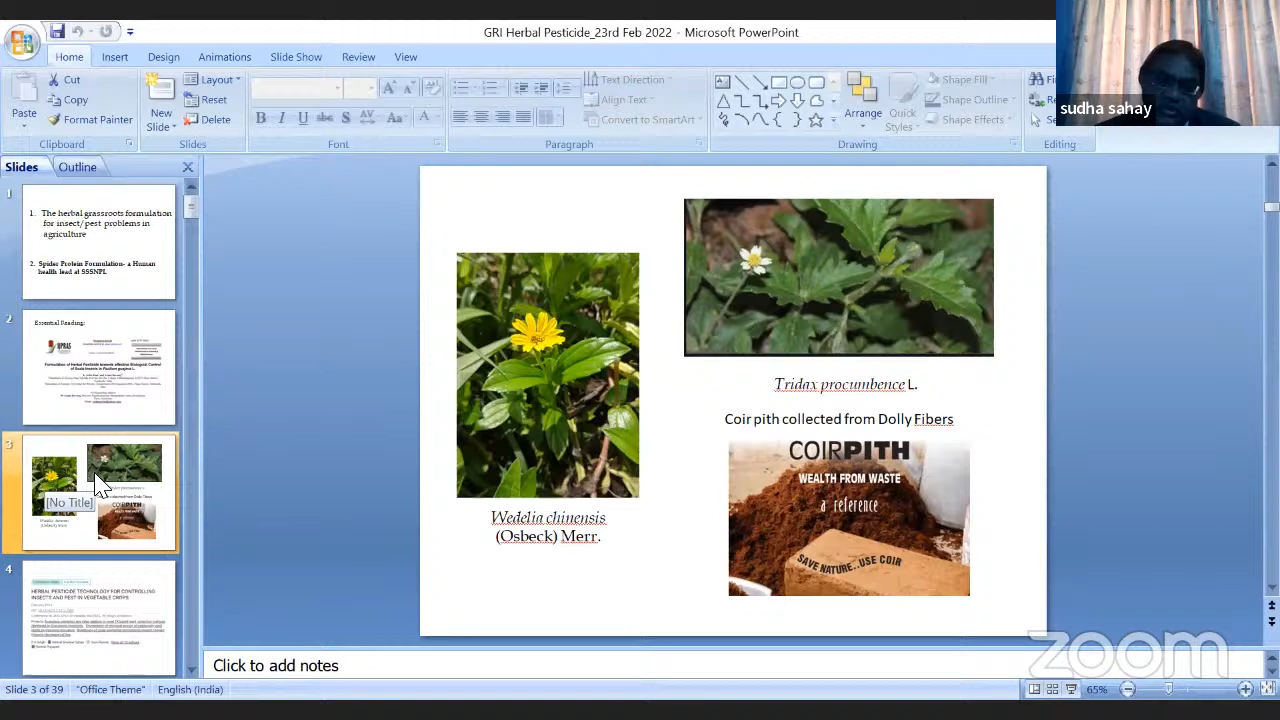 GRI Herbal Pesticide_23rd Feb 2022 - Microsoft PowerPoint
sudha sahay
Home Insert Design Slide Show Animations Review View
Paste
Cut
Copy
Format Painter
Clipboard
New Slide
Layout
Reset
Delete
Slides
B I U abc S
Font
Text Direction
Align Text
Convert to SmartArt
Paragraph
Arrange
Quick Styles
Shape Fill
Shape Outline
Shape Effects
Drawing
Editing
Slides Outline
1
1. The herbal grassroots formulation
for insect/pest problems in
agriculture
2. Spider Protein Formulation- a Human
health lead at SSSNPL
2
Essential Reading:
3
[No Title]
4
HERBAL PESTICIDE TECHNOLOGY FOR CONTROLLING
INSECTS AND PEST IN VEGETABLE CROPS
Wedelia chinensis
(Osbeck) Merr.
Tridax procumbence L.
Coir pith collected from Dolly Fibers
COIRPITH
WEALTH FROM WASTE
a reference
SAVE NATURE..USE COIR
Click to add notes
zoom
Slide 3 of 39 "Office Theme" English (India)
65%